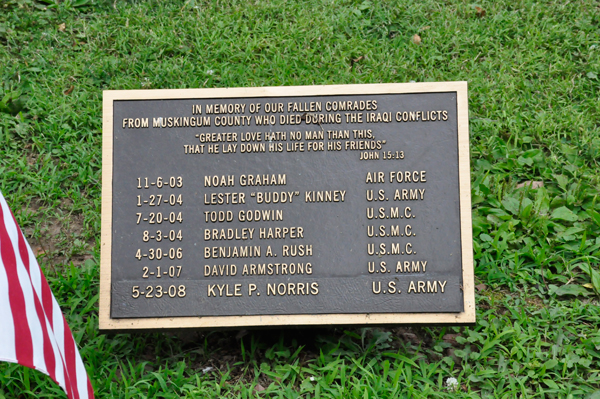 IN MEMORY OF OUR FALLEN COMRADES
FROM MUSKINGUM COUNTY WHO DIED DURING THE IRAQI CONFLICTS
"GREATER LOVE HATH NO MAN THAN THIS,
THAT HE LAY DOWN HIS LIFE FOR HIS FRIENDS"
JOHN 15:13
11-6-03 NOAH GRAHAM AIR FORCE
1-27-04 LESTER "BUDDY" KINNEY U.S. ARMY
7-20-04 TODD GODWIN U.S.M.C.
8-3-04 BRADLEY HARPER U.S.M.C.
4-30-06 BENJAMIN A. RUSH U.S.M.C.
2-1-07 DAVID ARMSTRONG U.S. ARMY
5-23-08 KYLE P. NORRIS U.S. ARMY